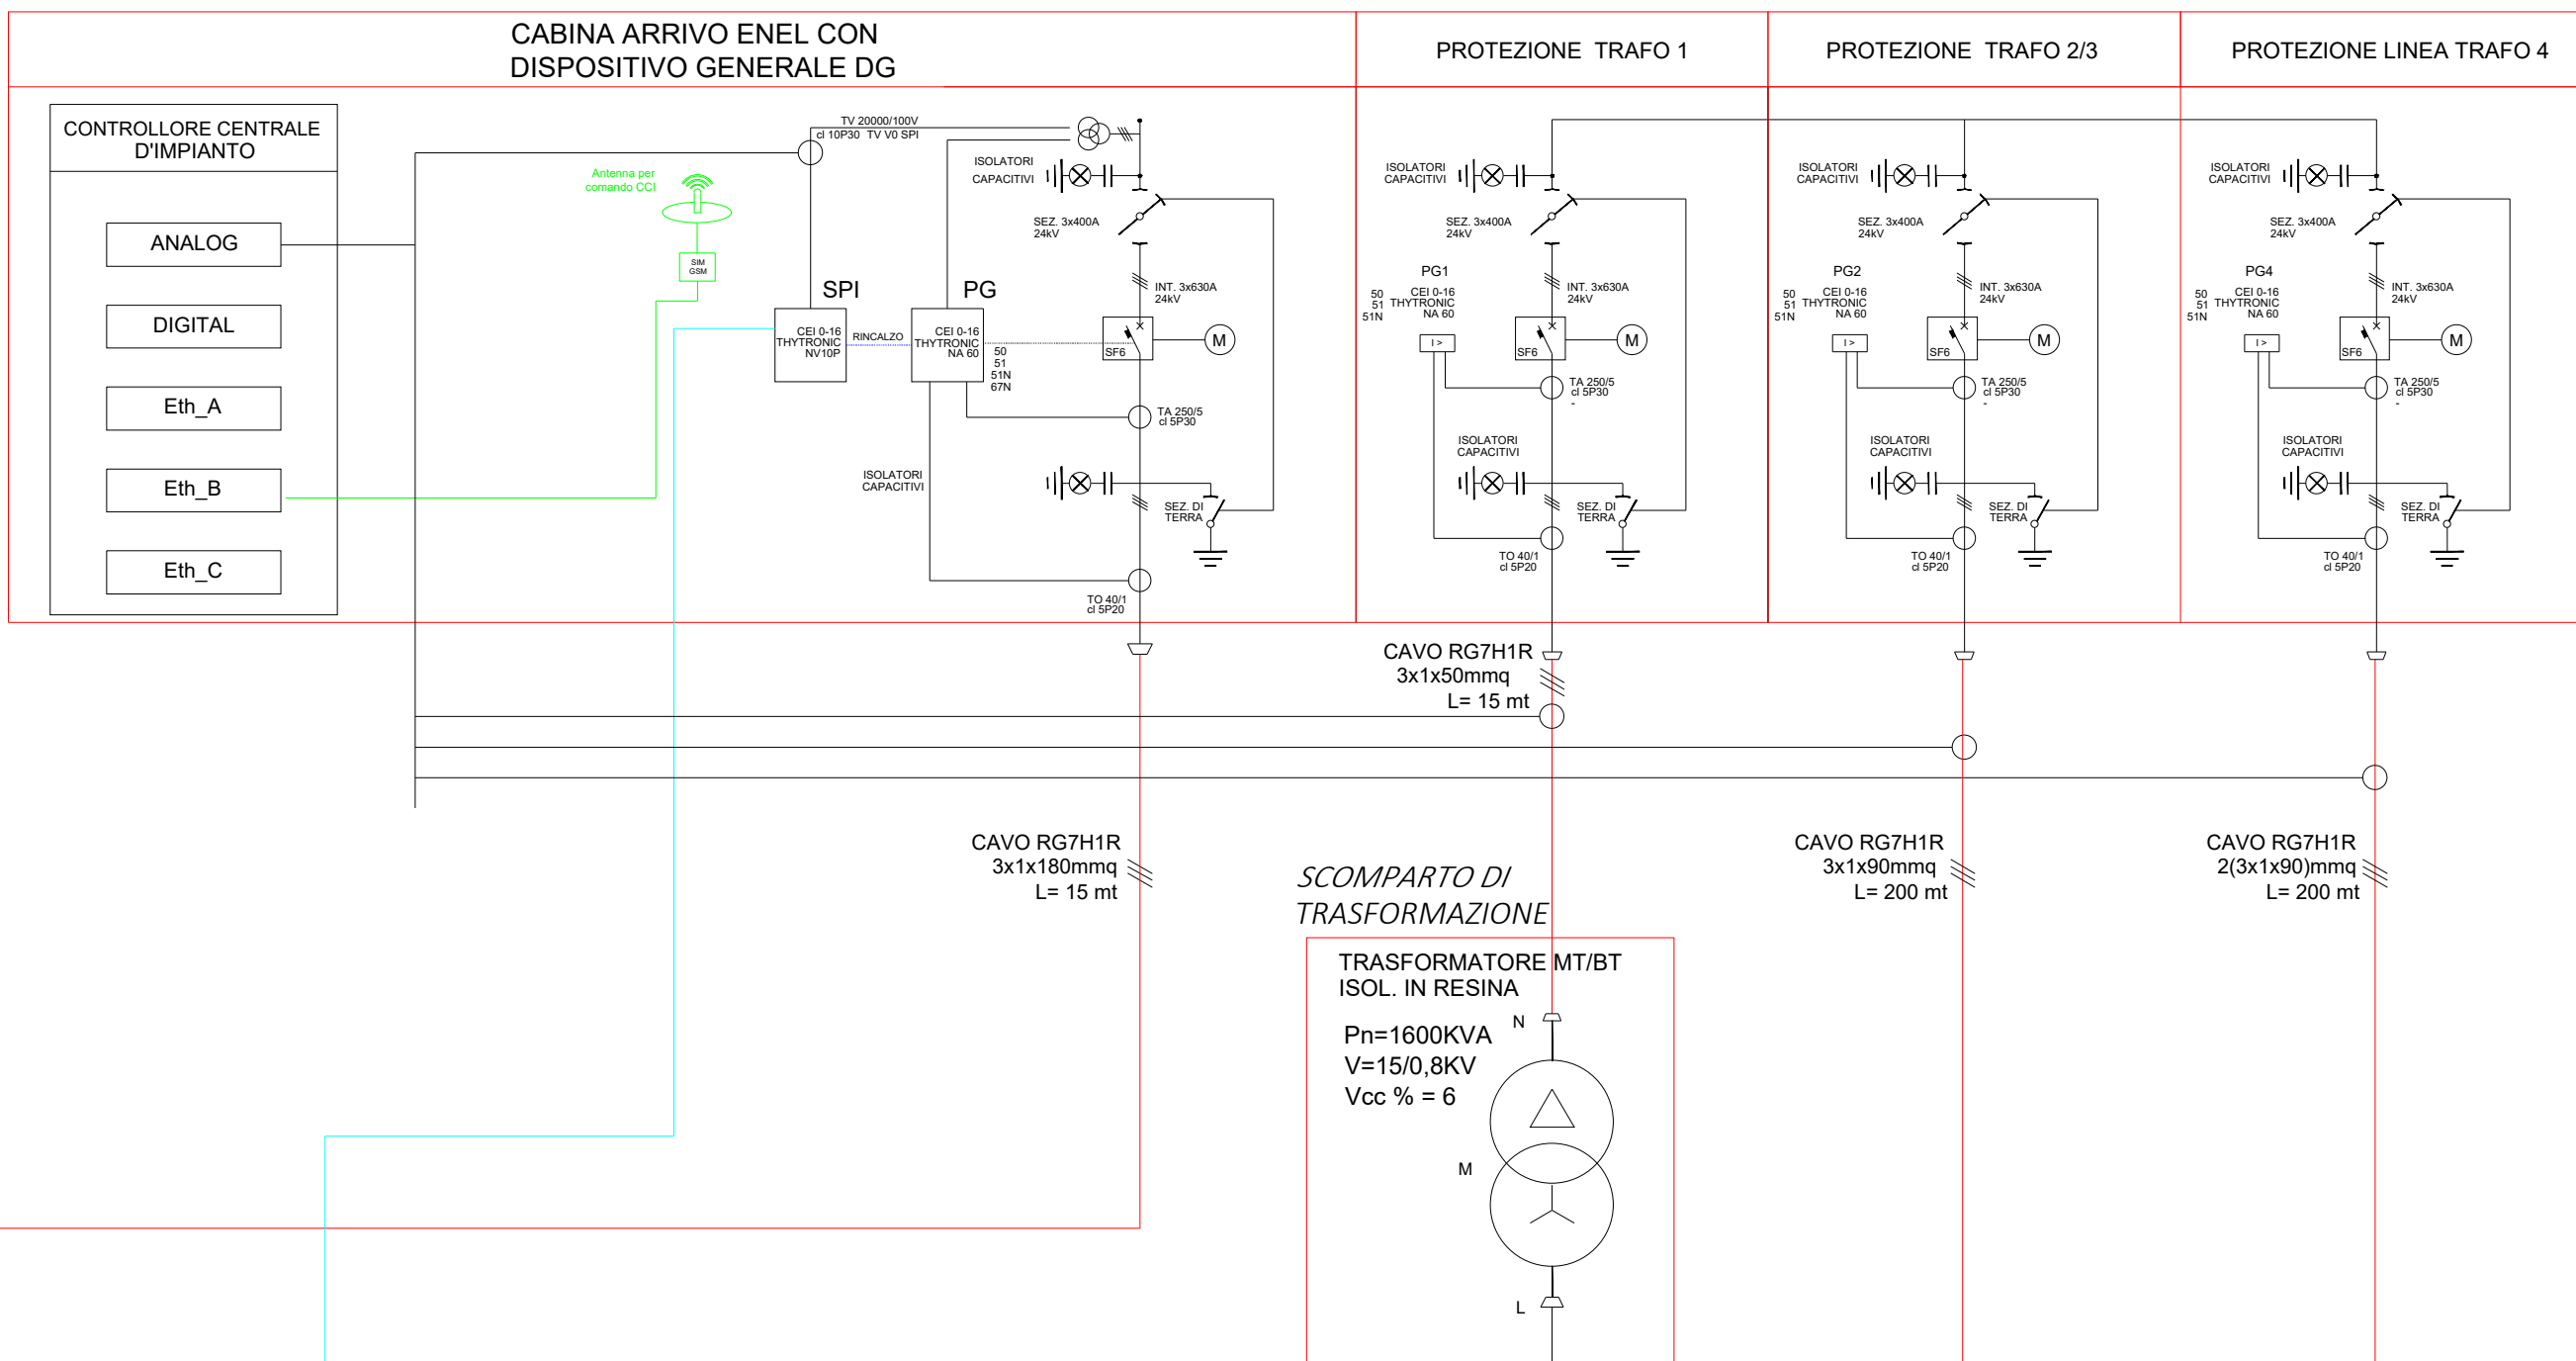 CABINA ARRIVO ENEL CON
DISPOSITIVO GENERALE DG
PROTEZIONE  TRAFO 1
PROTEZIONE  TRAFO 2/3
PROTEZIONE LINEA TRAFO 4
CONTROLLORE CENTRALE
D'IMPIANTO
ANALOG
DIGITAL
Eth_A
Eth_B
Eth_C
Antenna per
comando CCI
SIM
GSM
TV 20000/100V
cl 10P30  TV V0 SPI
SPI
CEI 0-16
THYTRONIC
NV10P
RINCALZO
PG
CEI 0-16
THYTRONIC
NA 60
50
51
51N
67N
ISOLATORI
CAPACITIVI
SEZ. 3x400A
24kV
INT. 3x630A
24kV
SF6
M
TA 250/5
cl 5P30
ISOLATORI
CAPACITIVI
SEZ. DI
TERRA
TO 40/1
cl 5P20
ISOLATORI
CAPACITIVI
SEZ. 3x400A
24kV
PG1
CEI 0-16
THYTRONIC
NA 60
50
51
51N
I >
INT. 3x630A
24kV
SF6
M
TA 250/5
cl 5P30
-
ISOLATORI
CAPACITIVI
SEZ. DI
TERRA
TO 40/1
cl 5P20
ISOLATORI
CAPACITIVI
SEZ. 3x400A
24kV
PG2
CEI 0-16
THYTRONIC
NA 60
50
51
51N
I >
INT. 3x630A
24kV
SF6
M
TA 250/5
cl 5P30
-
ISOLATORI
CAPACITIVI
SEZ. DI
TERRA
TO 40/1
cl 5P20
ISOLATORI
CAPACITIVI
SEZ. 3x400A
24kV
PG4
CEI 0-16
THYTRONIC
NA 60
50
51
51N
I >
INT. 3x630A
24kV
SF6
M
TA 250/5
cl 5P30
-
ISOLATORI
CAPACITIVI
SEZ. DI
TERRA
TO 40/1
cl 5P20
CAVO RG7H1R
3x1x50mmq
L= 15 mt
CAVO RG7H1R
3x1x180mmq
L= 15 mt
CAVO RG7H1R
3x1x90mmq
L= 200 mt
CAVO RG7H1R
2(3x1x90)mmq
L= 200 mt
SCOMPARTO DI
TRASFORMAZIONE
TRASFORMATORE MT/BT
ISOL. IN RESINA
Pn=1600KVA
V=15/0,8KV
Vcc % = 6
N
M
L